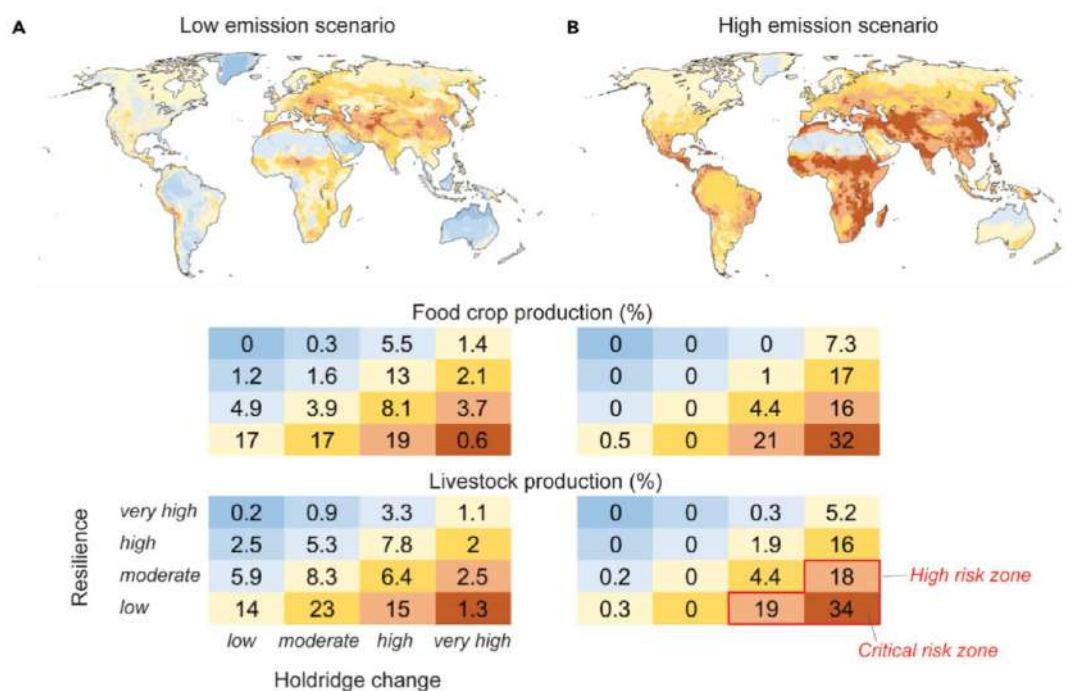 A Low emission scenario
B High emission scenario
Food crop production (%)
0 0.3 5.5 1.4
1.2 1.6 13 2.1
4.9 3.9 8.1 3.7
17 17 19 0.6
0 0 0 7.3
0 0 1 17
0 0 4.4 16
0.5 0 21 32
Livestock production (%)
Resilience
very high 0.2 0.9 3.3 1.1
high 2.5 5.3 7.8 2
moderate 5.9 8.3 6.4 2.5
low 14 23 15 1.3
low moderate high very high
Holdridge change
0 0 0.3 5.2
0 0 1.9 16
0.2 0 4.4 18
0.3 0 19 34
High risk zone
Critical risk zone